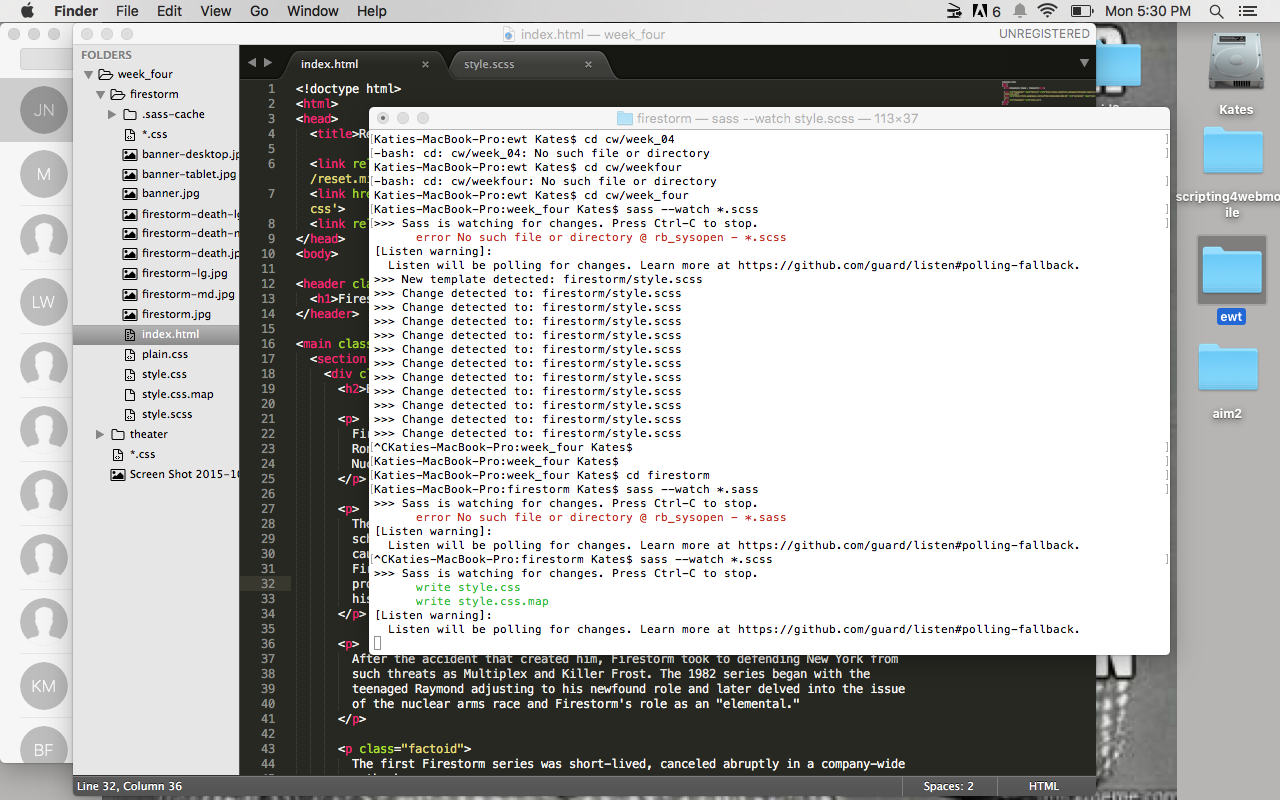 Finder File Edit View Go Window Help 6 Mon 5:30 PM
index.html — week_four UNREGISTERED
FOLDERS
week_four
firestorm
.sass-cache
*.css
banner-desktop.jp
banner-tablet.jpg
banner.jpg
firestorm-death-lg
firestorm-death-n
firestorm-death.jp
firestorm-lg.jpg
firestorm-md.jpg
firestorm.jpg
index.html
plain.css
style.css
style.css.map
style.scss
theater
*.css
Screen Shot 2015-10
JN
M
LW
KM
BF
index.html × style.scss ×
1 <!doctype html>
2 <html>
3 <head>
4 <title>Ro
5
6 <link rel
/reset.mi
7 <link hre
css'>
8 <link rel
9 </head>
10 <body>
11
12 <header cla
13 <h1>Fires
14 </header>
15
16 <main class
17 <section
18 <div cl
19 <h2>F
20
21 <p>
22 Fir
23 Ron
24 Nuc
25 </p>
26
27 <p>
28 The
29 sch
30 cau
31 Fir
32 pro
33 his
34 </p>
35
36 <p>
37 After the accident that created him, Firestorm took to defending New York from
38 such threats as Multiplex and Killer Frost. The 1982 series began with the
39 teenaged Raymond adjusting to his newfound role and later delved into the issue
40 of the nuclear arms race and Firestorm's role as an "elemental."
41 </p>
42
43 <p class="factoid">
44 The first Firestorm series was short-lived, canceled abruptly in a company-wide
firestorm — sass --watch style.scss — 113×37
[Katies-MacBook-Pro:ewt Kates$ cd cw/week_04 ]
-bash: cd: cw/week_04: No such file or directory
[Katies-MacBook-Pro:ewt Kates$ cd cw/weekfour ]
-bash: cd: cw/weekfour: No such file or directory
[Katies-MacBook-Pro:ewt Kates$ cd cw/week_four ]
[Katies-MacBook-Pro:week_four Kates$ sass --watch *.scss ]
>>> Sass is watching for changes. Press Ctrl-C to stop.
error No such file or directory @ rb_sysopen - *.scss
[Listen warning]:
Listen will be polling for changes. Learn more at https://github.com/guard/listen#polling-fallback.
>>> New template detected: firestorm/style.scss
>>> Change detected to: firestorm/style.scss
>>> Change detected to: firestorm/style.scss
>>> Change detected to: firestorm/style.scss
>>> Change detected to: firestorm/style.scss
>>> Change detected to: firestorm/style.scss
>>> Change detected to: firestorm/style.scss
>>> Change detected to: firestorm/style.scss
>>> Change detected to: firestorm/style.scss
>>> Change detected to: firestorm/style.scss
>>> Change detected to: firestorm/style.scss
>>> Change detected to: firestorm/style.scss
[^CKaties-MacBook-Pro:week_four Kates$ ]
[Katies-MacBook-Pro:week_four Kates$ ]
[Katies-MacBook-Pro:week_four Kates$ cd firestorm ]
[Katies-MacBook-Pro:firestorm Kates$ sass --watch *.sass ]
>>> Sass is watching for changes. Press Ctrl-C to stop.
error No such file or directory @ rb_sysopen - *.sass
[Listen warning]:
Listen will be polling for changes. Learn more at https://github.com/guard/listen#polling-fallback.
[^CKaties-MacBook-Pro:firestorm Kates$ sass --watch *.scss ]
>>> Sass is watching for changes. Press Ctrl-C to stop.
write style.css
write style.css.map
[Listen warning]:
Listen will be polling for changes. Learn more at https://github.com/guard/listen#polling-fallback.
Kates
scripting4webmo
ile
ewt
aim2
Line 32, Column 36 Spaces: 2 HTML